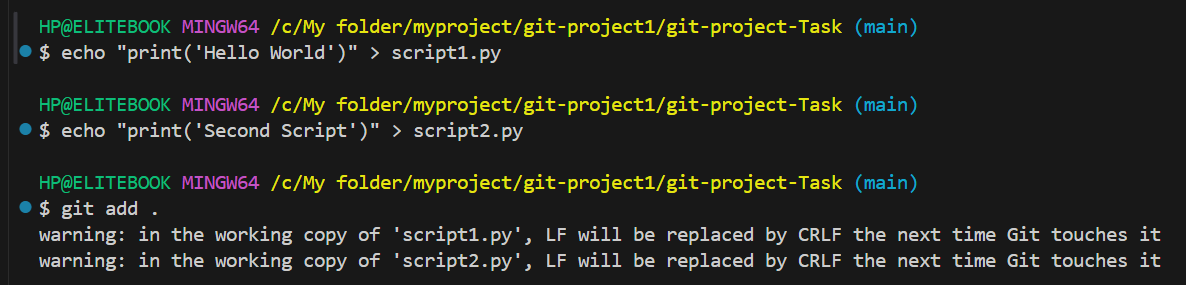 HP@ELITEBOOK MINGW64 /c/My folder/myproject/git-project1/git-project-Task (main)
$ echo "print('Hello World')" > script1.py
HP@ELITEBOOK MINGW64 /c/My folder/myproject/git-project1/git-project-Task (main)
$ echo "print('Second Script')" > script2.py
HP@ELITEBOOK MINGW64 /c/My folder/myproject/git-project1/git-project-Task (main)
$ git add .
warning: in the working copy of 'script1.py', LF will be replaced by CRLF the next time Git touches it
warning: in the working copy of 'script2.py', LF will be replaced by CRLF the next time Git touches it